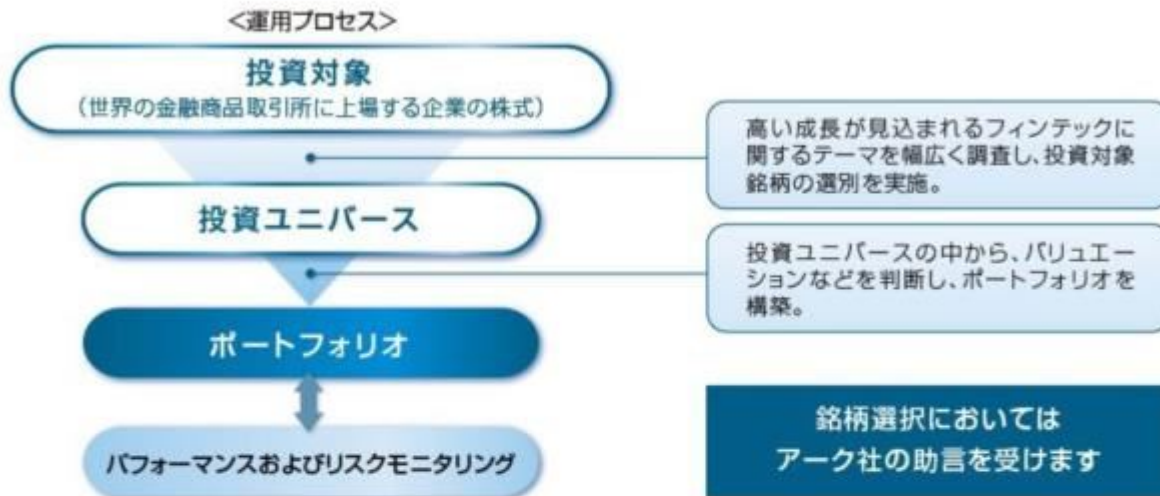 ＜運用プロセス＞
投資対象
（世界の金融商品取引所に上場する企業の株式）
高い成長が見込まれるフィンテックに
関するテーマを幅広く調査し、投資対象
銘柄の選別を実施。
投資ユニバース
投資ユニバースの中から、バリュエー
ションなどを判断し、ポートフォリオを
構築。
ポートフォリオ
パフォーマンスおよびリスクモニタリング
銘柄選択においては
アーク社の助言を受けます